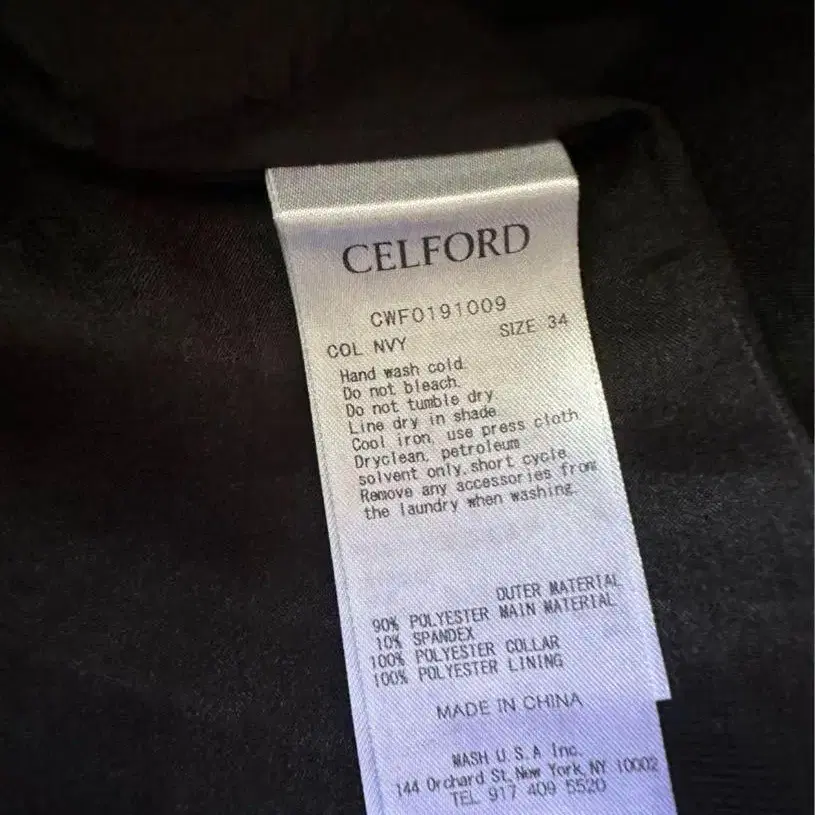 CELFORD
CWFO191009
COL NVY SIZE 34
Hand wash cold.
Do not bleach.
Do not tumble dry
Line dry in shade
Cool iron, use press cloth
Dryclean, petroleum
solvent only, short cycle
Remove any accessories from
the laundry when washing.
OUTER MATERIAL
90% POLYESTER MAIN MATERIAL
10% SPANDEX
100% POLYESTER COLLAR
100% POLYESTER LINING
MADE IN CHINA
MASH U.S.A Inc.
144 Orchard St, New York, NY 10002
TEL 917 409 5520